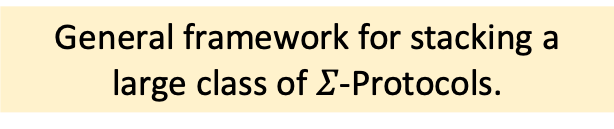 General framework for stacking a
large class of Σ-Protocols.